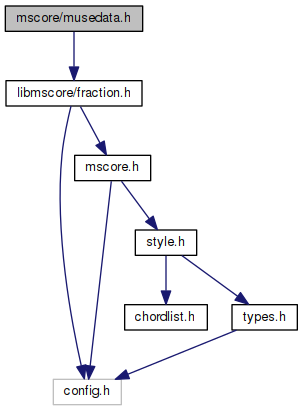 mscore/musedata.h
libmscore/fraction.h
mscore.h
style.h
chordlist.h
types.h
config.h